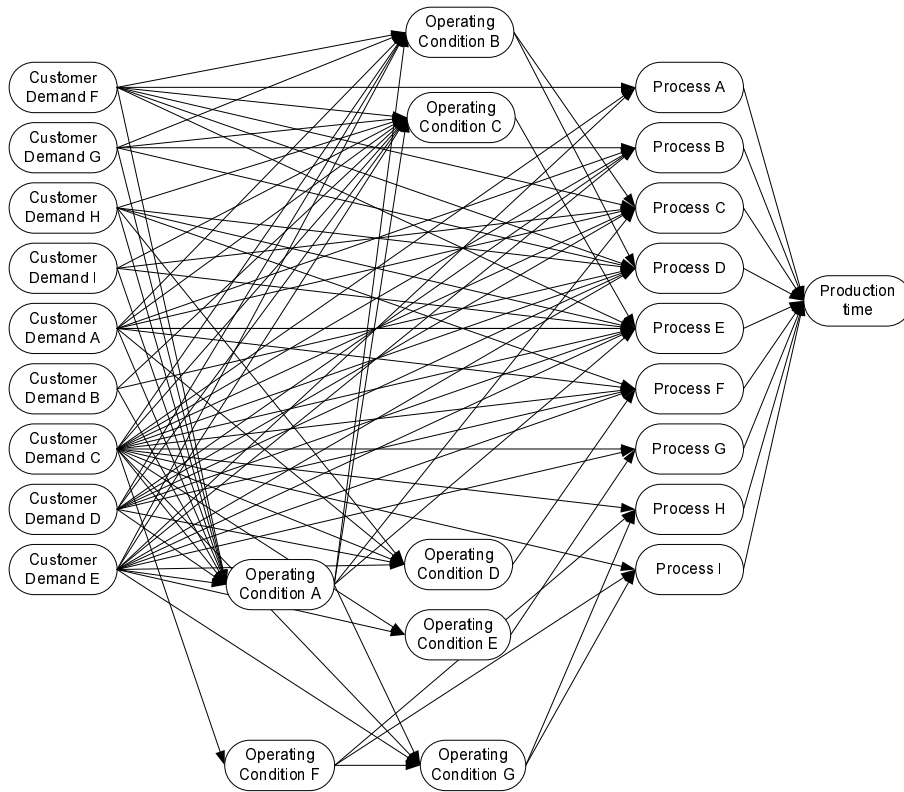 Customer
Demand F
Customer
Demand G
Customer
Demand H
Customer
Demand I
Customer
Demand A
Customer
Demand B
Customer
Demand C
Customer
Demand D
Customer
Demand E
Operating
Condition B
Operating
Condition C
Operating
Condition A
Operating
Condition D
Operating
Condition E
Operating
Condition F
Operating
Condition G
Process A
Process B
Process C
Process D
Process E
Process F
Process G
Process H
Process I
Production
time